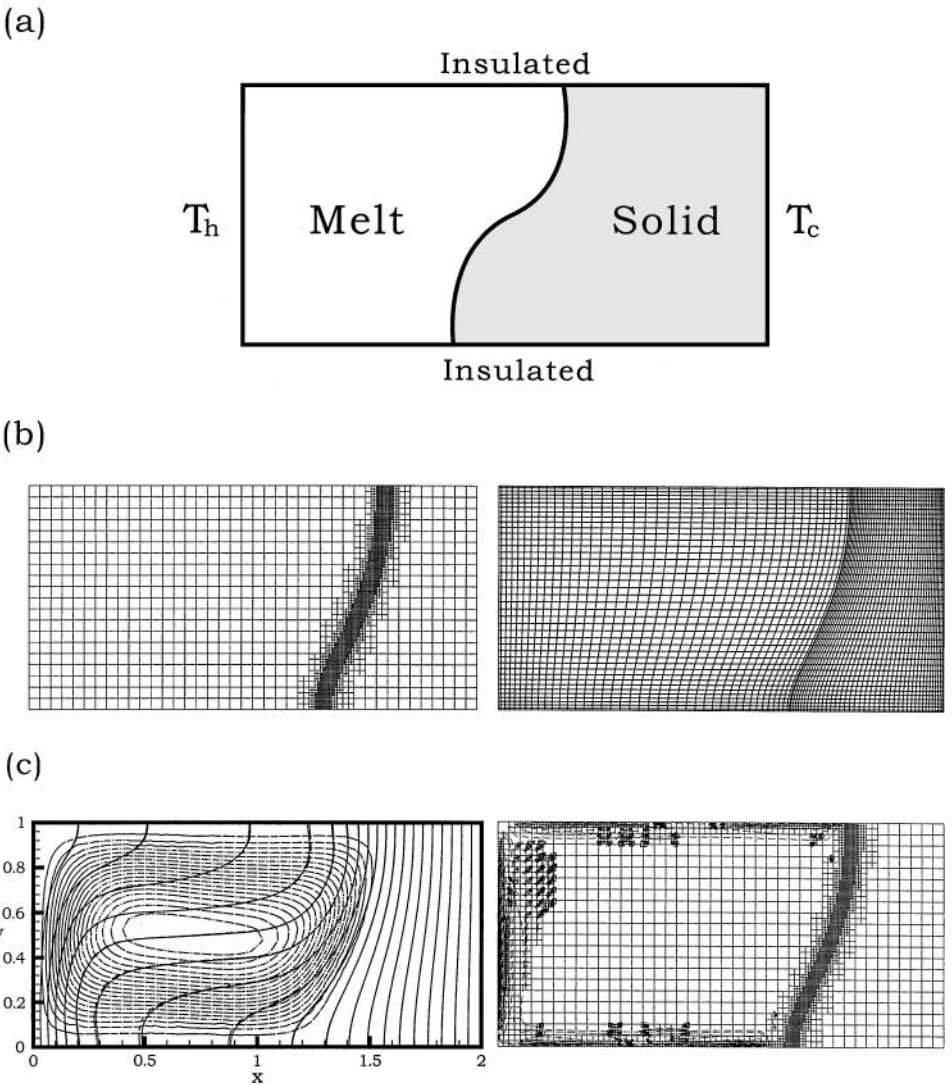 (a)
Insulated
Th
Melt
Solid
Tc
Insulated
(b)
(c)
1
0.8
0.6
0.4
0.2
0
0 0.5 1 1.5 2
x